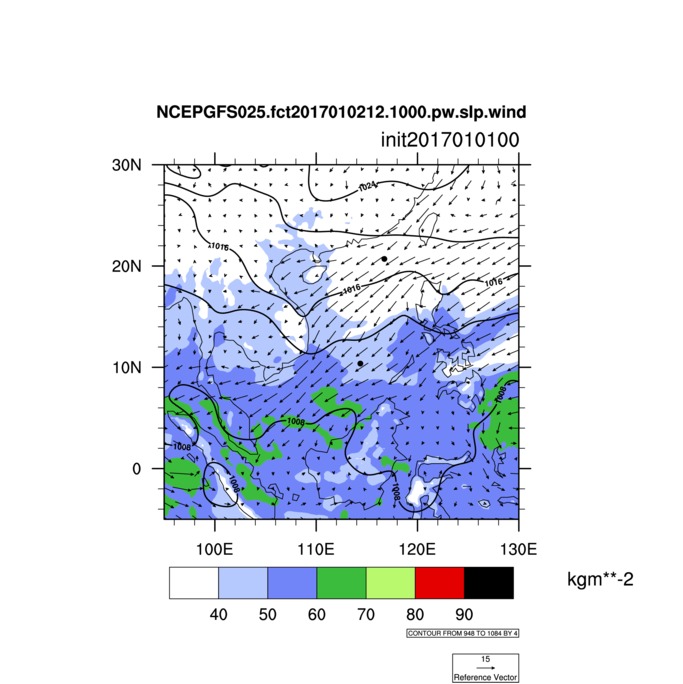 NCEPGFS025.fct2017010212.1000.pw.slp.wind
init2017010100
30N
1024
1016
20N
1016
1016
10N
1008
1008
1008
0
1008
1008
100E 110E 120E 130E
kgm**-2
40 50 60 70 80 90
CONTOUR FROM 948 TO 1084 BY 4
15
Reference Vector